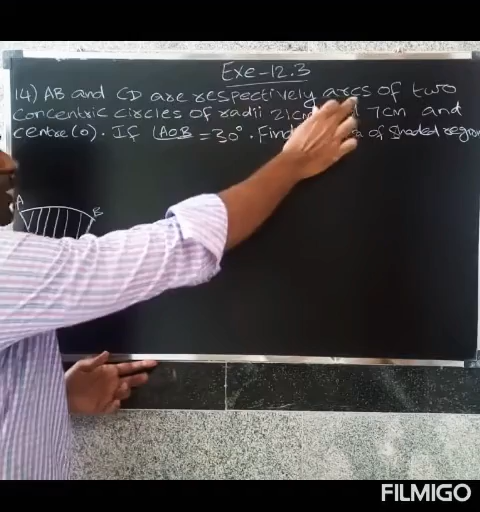 Exe-12.3
14) AB and CD are respectively arcs of two
concentric circles of radii 21cm 7cm and
centre (O). If ∠AOB = 30°. Find of shaded region
A
B
FILMIGO